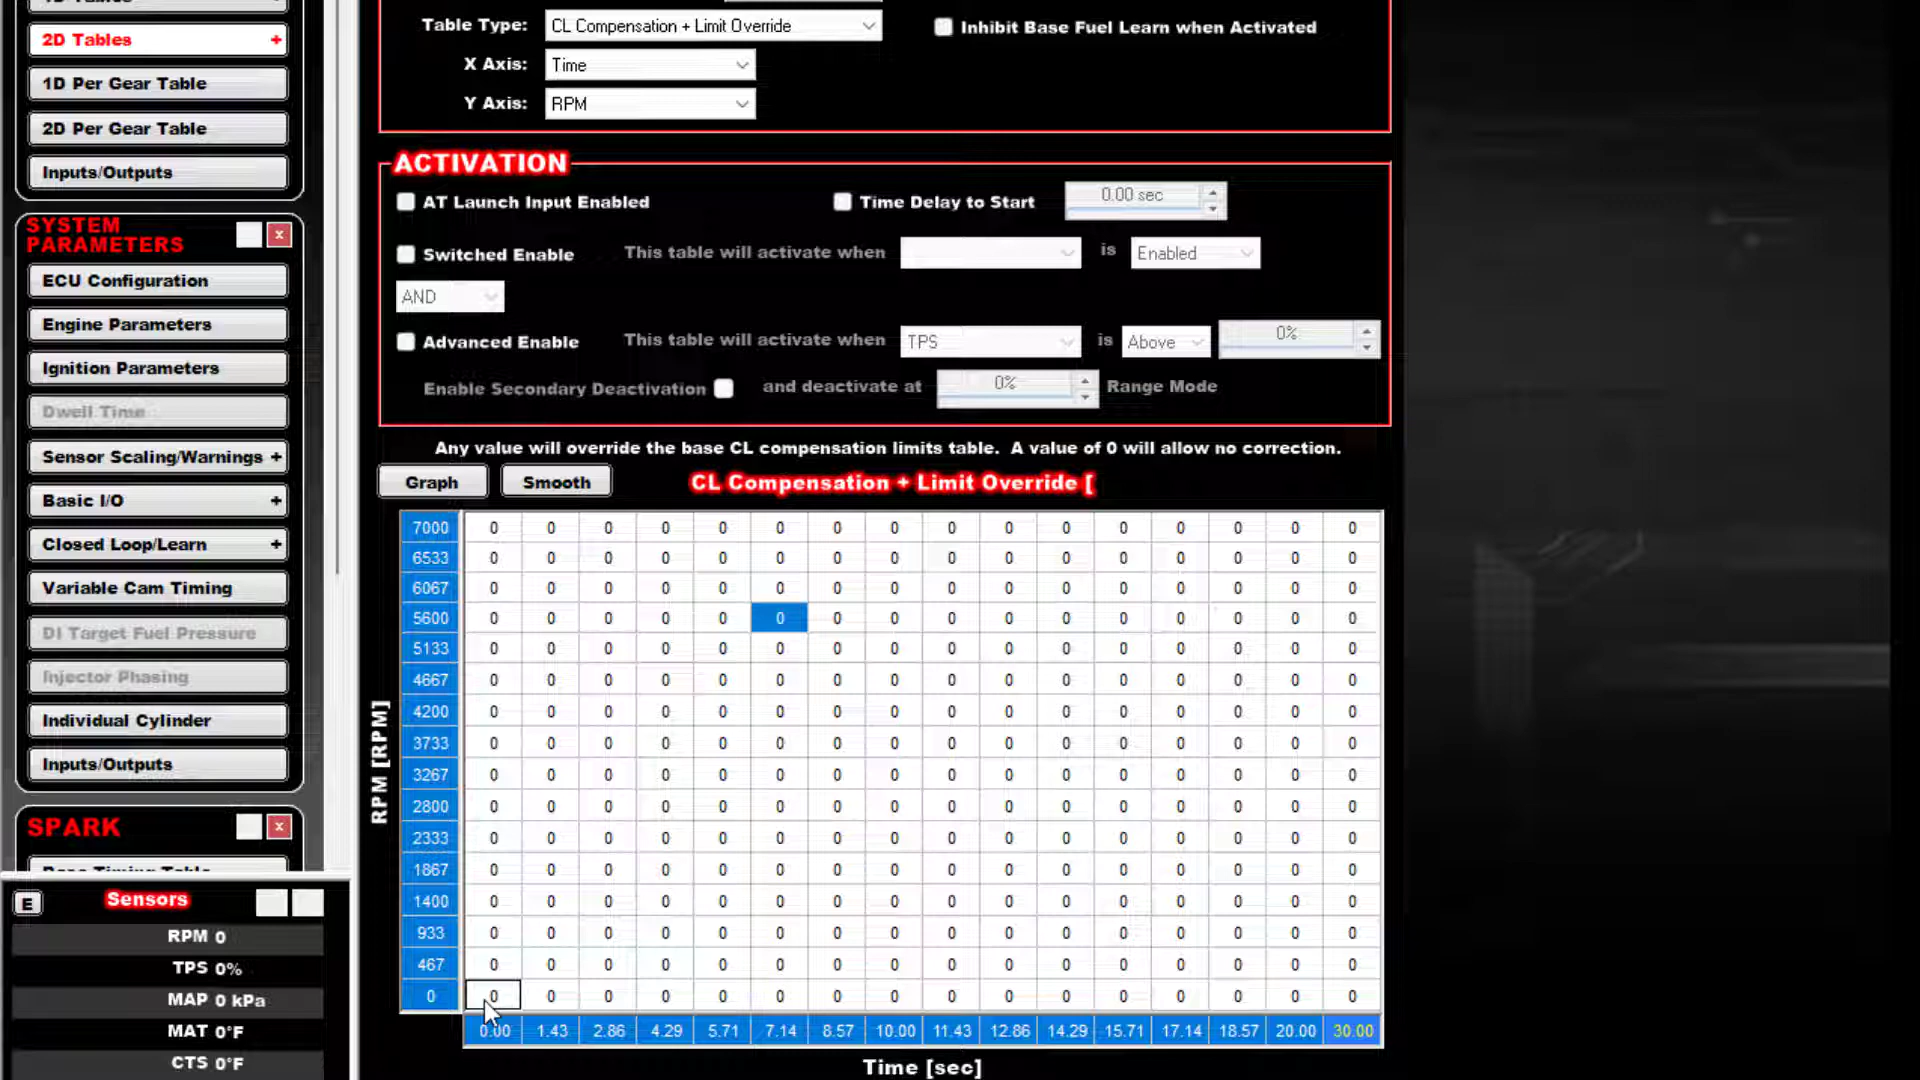 2D Tables +
1D Per Gear Table
2D Per Gear Table
Inputs/Outputs
SYSTEM
PARAMETERS
x
ECU Configuration
Engine Parameters
Ignition Parameters
Dwell Time
Sensor Scaling/Warnings +
Basic I/O +
Closed Loop/Learn +
Variable Cam Timing
DI Target Fuel Pressure
Injector Phasing
Individual Cylinder
Inputs/Outputs
SPARK
x
E Sensors
RPM 0
TPS 0%
MAP 0 kPa
MAT 0°F
CTS 0°F
Table Type: CL Compensation + Limit Override
Inhibit Base Fuel Learn when Activated
X Axis: Time
Y Axis: RPM
ACTIVATION
AT Launch Input Enabled Time Delay to Start 0.00 sec
Switched Enable This table will activate when is Enabled
AND
Advanced Enable This table will activate when TPS is Above 0%
Enable Secondary Deactivation and deactivate at 0% Range Mode
Any value will override the base CL compensation limits table. A value of 0 will allow no correction.
Graph Smooth CL Compensation + Limit Override [
7000 0 0 0 0 0 0 0 0 0 0 0 0 0 0 0 0
6533 0 0 0 0 0 0 0 0 0 0 0 0 0 0 0 0
6067 0 0 0 0 0 0 0 0 0 0 0 0 0 0 0 0
5600 0 0 0 0 0 0 0 0 0 0 0 0 0 0 0 0
5133 0 0 0 0 0 0 0 0 0 0 0 0 0 0 0 0
4667 0 0 0 0 0 0 0 0 0 0 0 0 0 0 0 0
4200 0 0 0 0 0 0 0 0 0 0 0 0 0 0 0 0
3733 0 0 0 0 0 0 0 0 0 0 0 0 0 0 0 0
3267 0 0 0 0 0 0 0 0 0 0 0 0 0 0 0 0
2800 0 0 0 0 0 0 0 0 0 0 0 0 0 0 0 0
2333 0 0 0 0 0 0 0 0 0 0 0 0 0 0 0 0
1867 0 0 0 0 0 0 0 0 0 0 0 0 0 0 0 0
1400 0 0 0 0 0 0 0 0 0 0 0 0 0 0 0 0
933 0 0 0 0 0 0 0 0 0 0 0 0 0 0 0 0
467 0 0 0 0 0 0 0 0 0 0 0 0 0 0 0 0
0 0 0 0 0 0 0 0 0 0 0 0 0 0 0 0 0
0.00 1.43 2.86 4.29 5.71 7.14 8.57 10.00 11.43 12.86 14.29 15.71 17.14 18.57 20.00 30.00
RPM [RPM]
Time [sec]